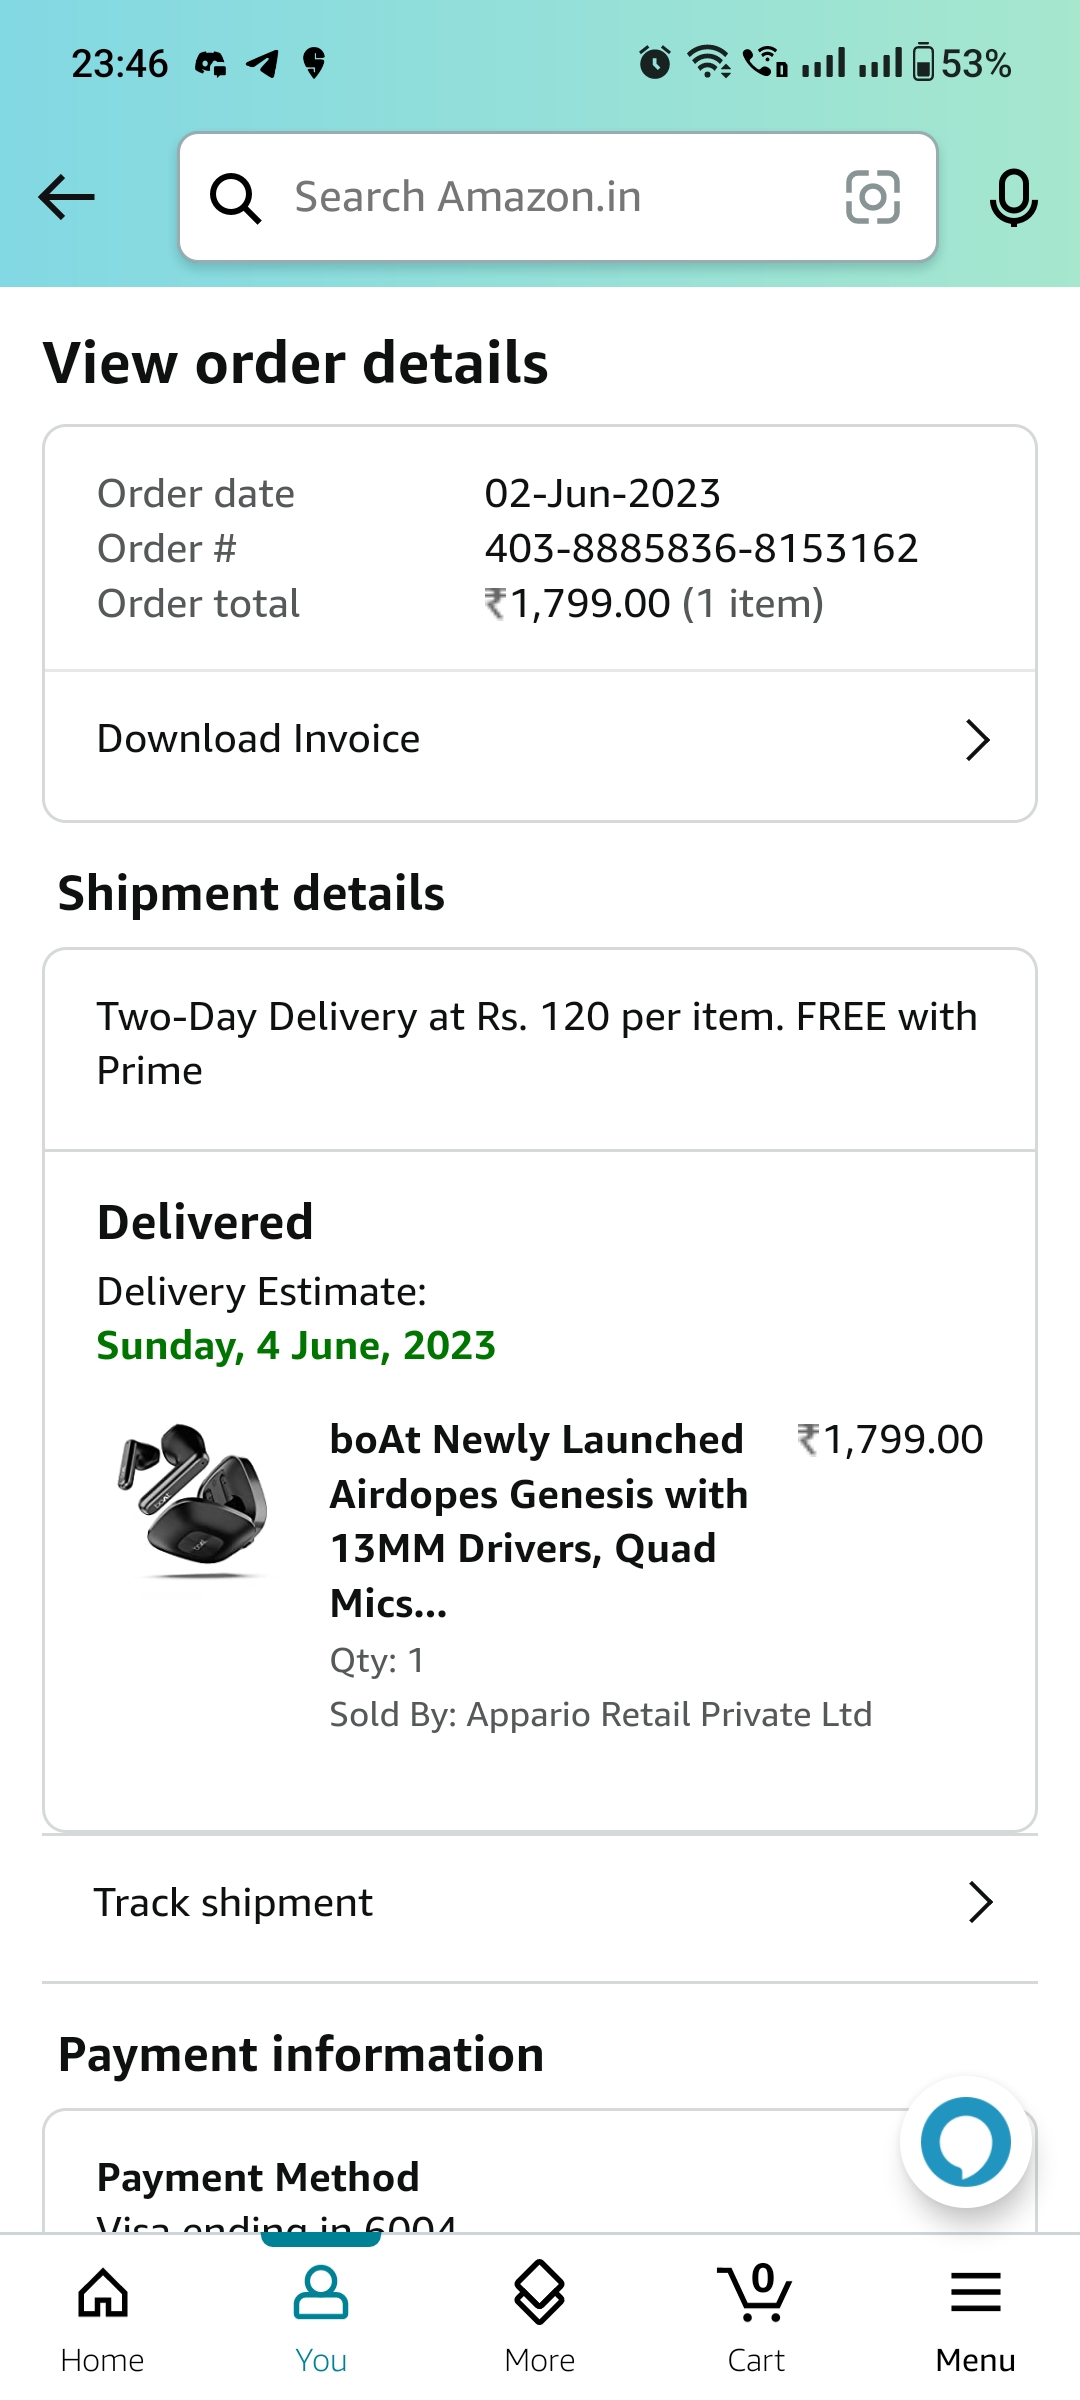 23:46 53%
Search Amazon.in
View order details
Order date 02-Jun-2023
Order # 403-8885836-8153162
Order total ₹1,799.00 (1 item)
Download Invoice
Shipment details
Two-Day Delivery at Rs. 120 per item. FREE with
Prime
Delivered
Delivery Estimate:
Sunday, 4 June, 2023
boAt Newly Launched ₹1,799.00
Airdopes Genesis with
13MM Drivers, Quad
Mics...
Qty: 1
Sold By: Appario Retail Private Ltd
Track shipment
Payment information
Payment Method
Visa ending in 6004
Home You More 0 Cart Menu